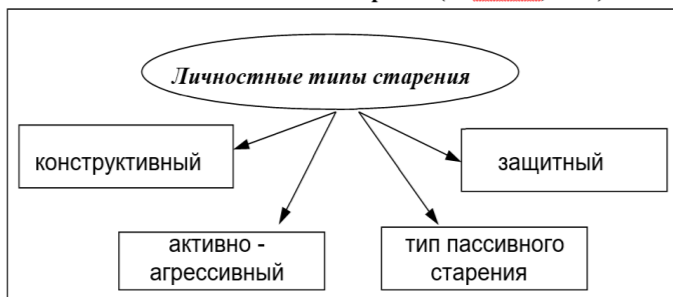 Личностные типы старения
конструктивный
защитный
активно -
агрессивный
тип пассивного
старения